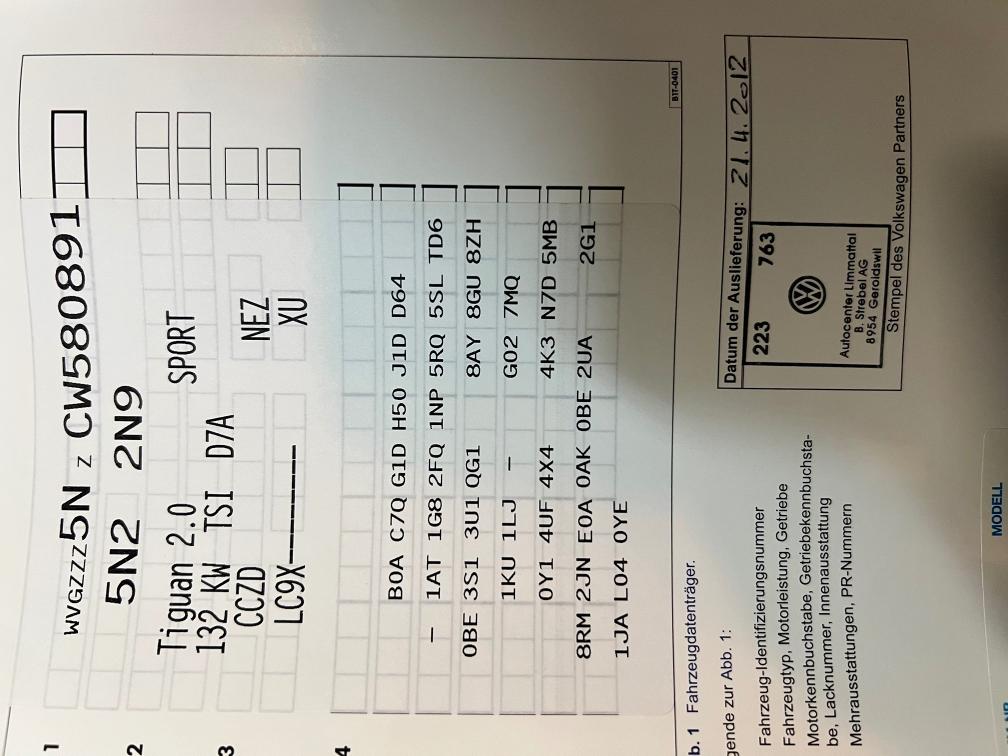 1
WVGZZZ5N Z CW580891
2
5N2 2N9
Tiguan 2.0 SPORT
132 KW TSI D7A
3
CCZD NEZ
LC9X-------- XU
4
B0A C7Q G1D H50 J1D D64
– 1AT 1G8 2FQ 1NP 5RQ 5SL TD6
0BE 3S1 3U1 QG1 8AY 8GU 8ZH
1KU 1LJ – G02 7MQ
0Y1 4UF 4X4 4K3 N7D 5MB
8RM 2JN E0A 0AK 0BE 2UA 2G1
1JA L04 0YE
B1T-0401
b. 1 Fahrzeugdatenträger.
gende zur Abb. 1:
Fahrzeug-Identifizierungsnummer
Fahrzeugtyp, Motorleistung, Getriebe
Motorkennbuchstabe, Getriebekennbuchsta-
be, Lacknummer, Innenausstattung
Mehrausstattungen, PR-Nummern
Datum der Auslieferung: 21.4.2012
223 763
Autocenter Limmattal
B. Strebel AG
8954 Geroldswil
Stempel des Volkswagen Partners
MODELL